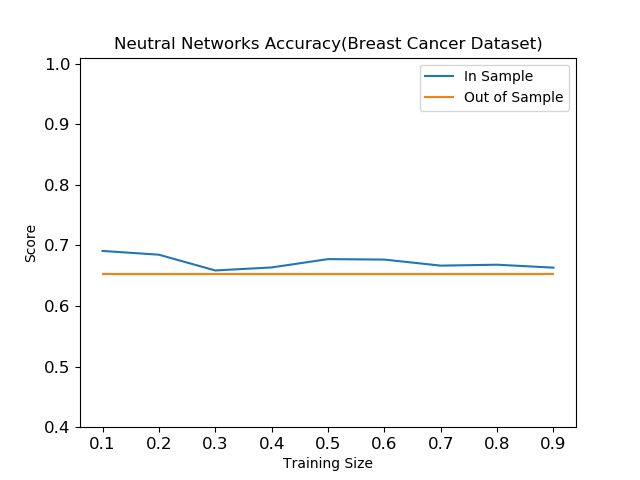 Neutral Networks Accuracy(Breast Cancer Dataset)
In Sample
Out of Sample
Score
1.0
0.9
0.8
0.7
0.6
0.5
0.4
0.1 0.2 0.3 0.4 0.5 0.6 0.7 0.8 0.9
Training Size